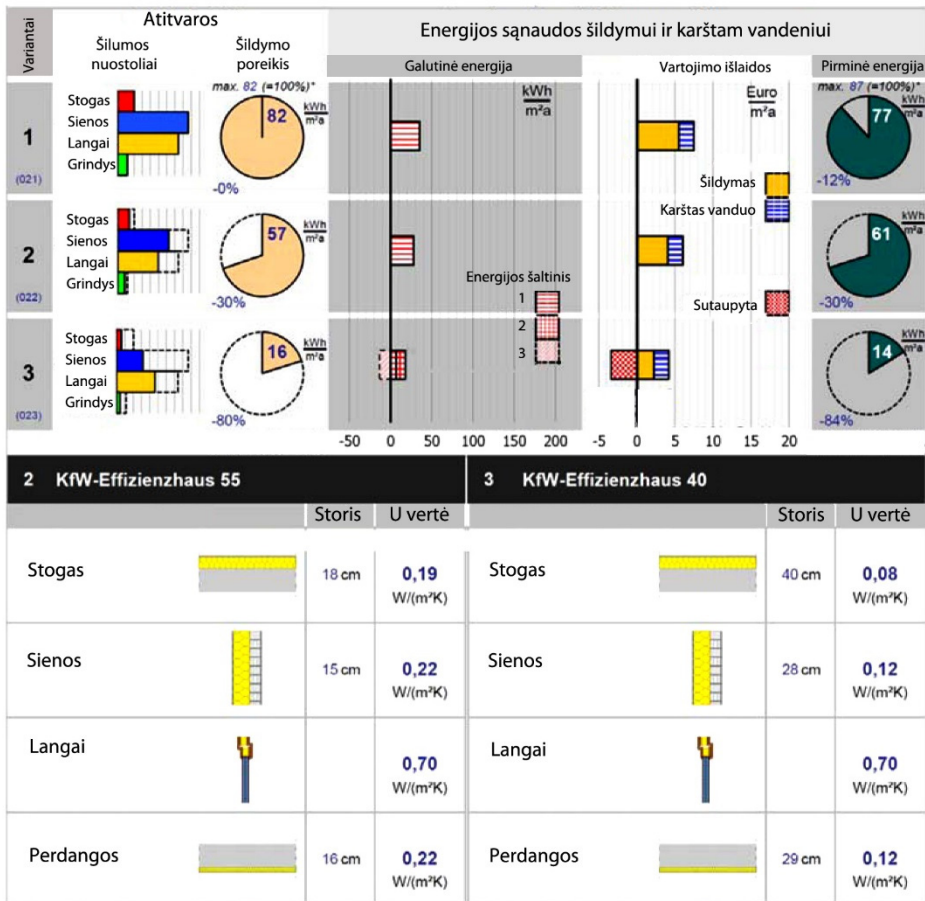 Variantai
Atitvaros
Energijos sąnaudos šildymui ir karštam vandeniui
Šilumos nuostoliai
Šildymo poreikis
Galutinė energija
Vartojimo išlaidos
Pirminė energija
max. 82 (=100%)*
max. 87 (=100%)*
1
(021)
Stogas
Sienos
Langai
Grindys
82
kWh
m²a
-0%
kWh
m²a
Euro
m²a
77
kWh
m²a
-12%
Šildymas
Karštas vanduo
2
(022)
Stogas
Sienos
Langai
Grindys
57
kWh
m²a
-30%
Energijos šaltinis
1
2
3
Sutaupyta
61
kWh
m²a
-30%
3
(023)
Stogas
Sienos
Langai
Grindys
16
kWh
m²a
-80%
14
kWh
m²a
-84%
-50 0 50 100 150 200
-5 0 5 10 15 20
2 KfW-Effizienzhaus 55
Storis U vertė
Stogas 18 cm 0,19
W/(m²K)
Sienos 15 cm 0,22
W/(m²K)
Langai 0,70
W/(m²K)
Perdangos 16 cm 0,22
W/(m²K)
3 KfW-Effizienzhaus 40
Storis U vertė
Stogas 40 cm 0,08
W/(m²K)
Sienos 28 cm 0,12
W/(m²K)
Langai 0,70
W/(m²K)
Perdangos 29 cm 0,12
W/(m²K)